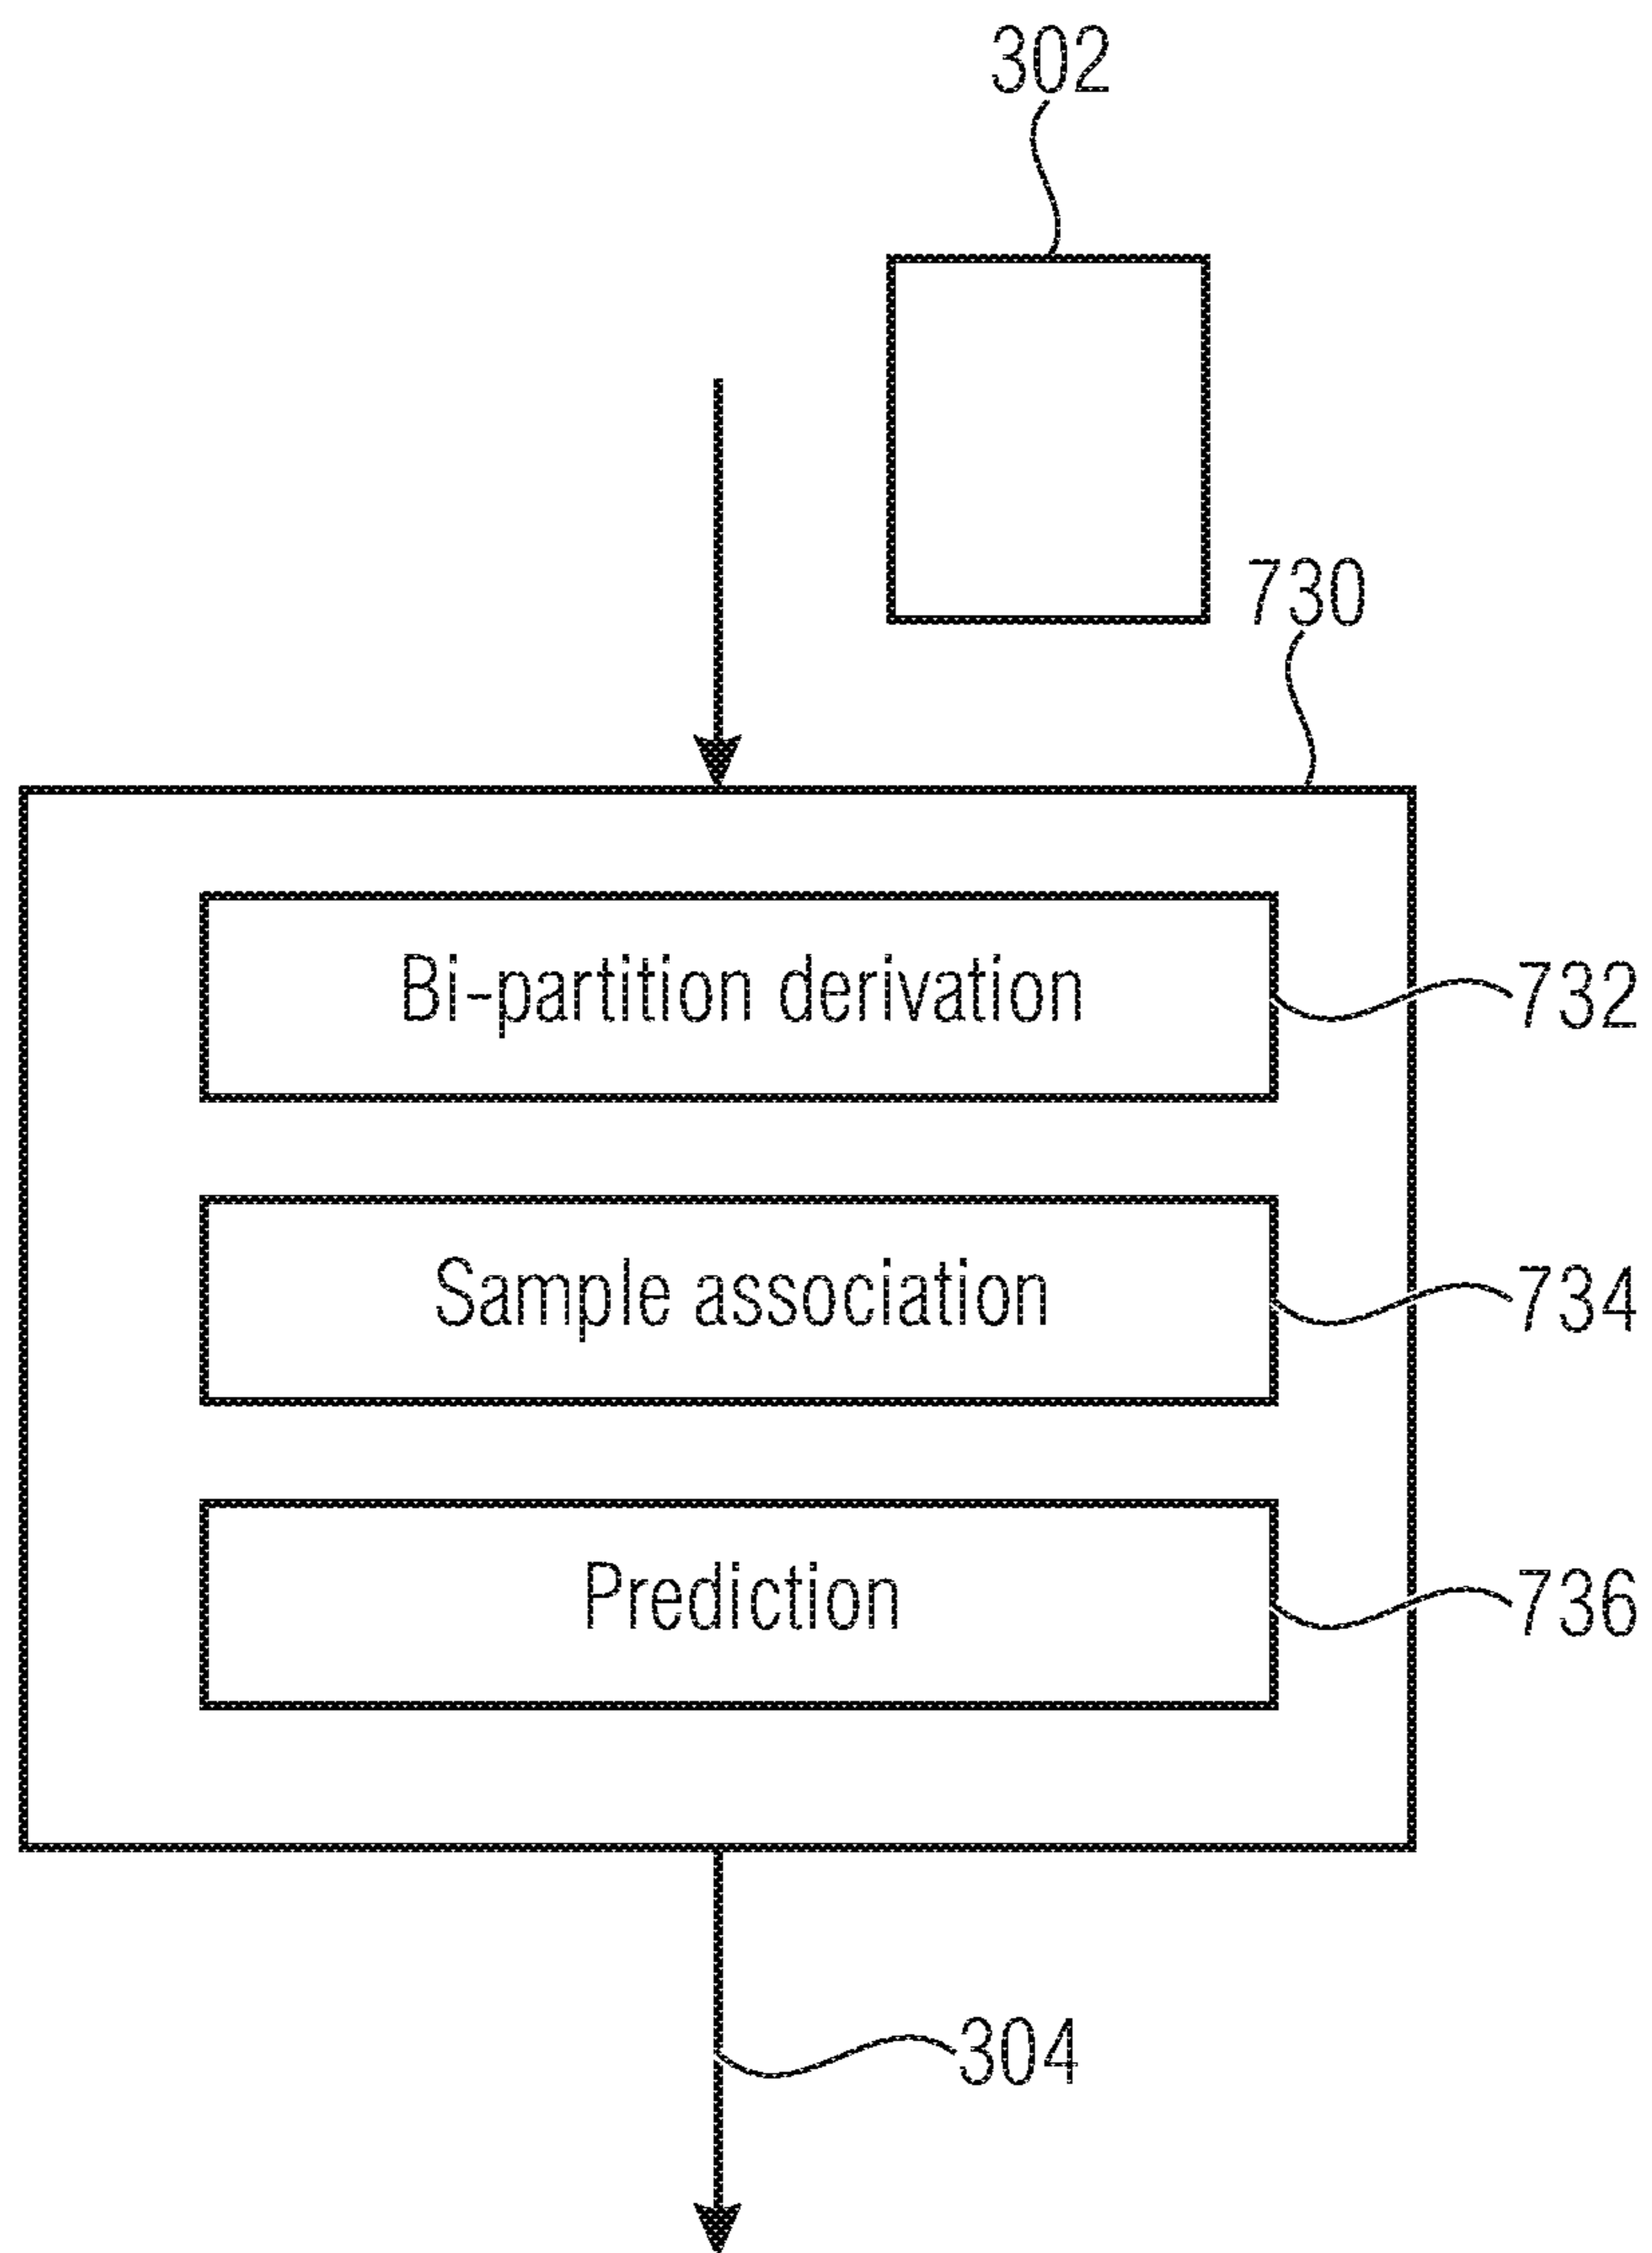 302
730
Bi-partition derivation
732
Sample association
734
Prediction
736
304